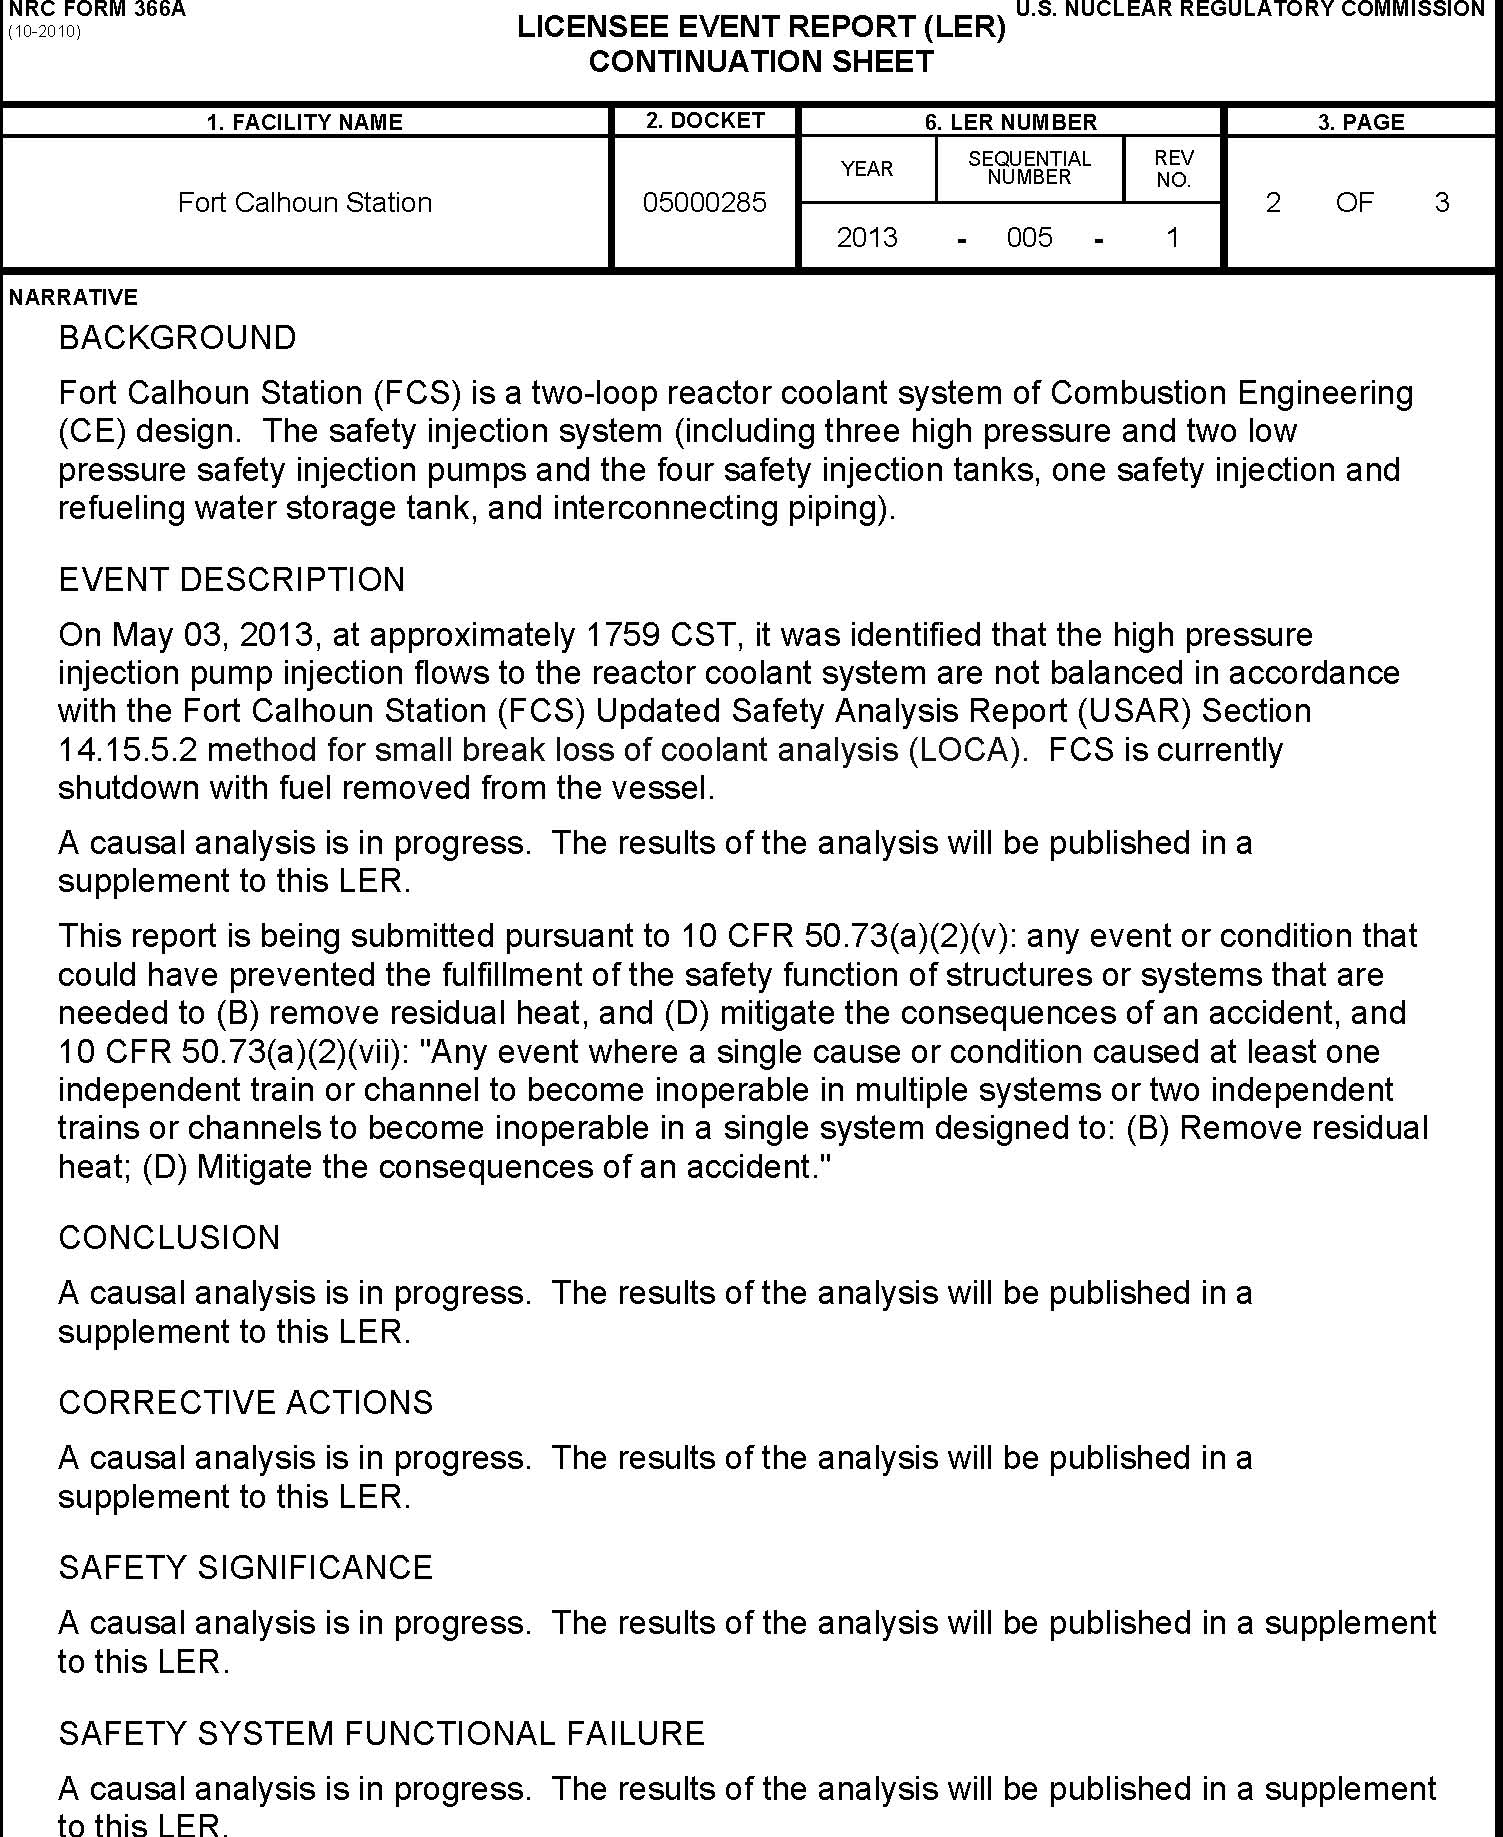 NRC FORM 366A
(10-2010)
U.S. NUCLEAR REGULATORY COMMISSION
LICENSEE EVENT REPORT (LER)
CONTINUATION SHEET
1. FACILITY NAME
2. DOCKET
6. LER NUMBER
3. PAGE
Fort Calhoun Station
05000285
YEAR
SEQUENTIAL
NUMBER
REV
NO.
2013 - 005 - 1
2 OF 3
NARRATIVE
BACKGROUND
Fort Calhoun Station (FCS) is a two-loop reactor coolant system of Combustion Engineering
(CE) design.  The safety injection system (including three high pressure and two low
pressure safety injection pumps and the four safety injection tanks, one safety injection and
refueling water storage tank, and interconnecting piping).
EVENT DESCRIPTION
On May 03, 2013, at approximately 1759 CST, it was identified that the high pressure
injection pump injection flows to the reactor coolant system are not balanced in accordance
with the Fort Calhoun Station (FCS) Updated Safety Analysis Report (USAR) Section
14.15.5.2 method for small break loss of coolant analysis (LOCA).  FCS is currently
shutdown with fuel removed from the vessel.
A causal analysis is in progress.  The results of the analysis will be published in a
supplement to this LER.
This report is being submitted pursuant to 10 CFR 50.73(a)(2)(v): any event or condition that
could have prevented the fulfillment of the safety function of structures or systems that are
needed to (B) remove residual heat, and (D) mitigate the consequences of an accident, and
10 CFR 50.73(a)(2)(vii): "Any event where a single cause or condition caused at least one
independent train or channel to become inoperable in multiple systems or two independent
trains or channels to become inoperable in a single system designed to: (B) Remove residual
heat; (D) Mitigate the consequences of an accident."
CONCLUSION
A causal analysis is in progress.  The results of the analysis will be published in a
supplement to this LER.
CORRECTIVE ACTIONS
A causal analysis is in progress.  The results of the analysis will be published in a
supplement to this LER.
SAFETY SIGNIFICANCE
A causal analysis is in progress.  The results of the analysis will be published in a supplement
to this LER.
SAFETY SYSTEM FUNCTIONAL FAILURE
A causal analysis is in progress.  The results of the analysis will be published in a supplement
to this LER.